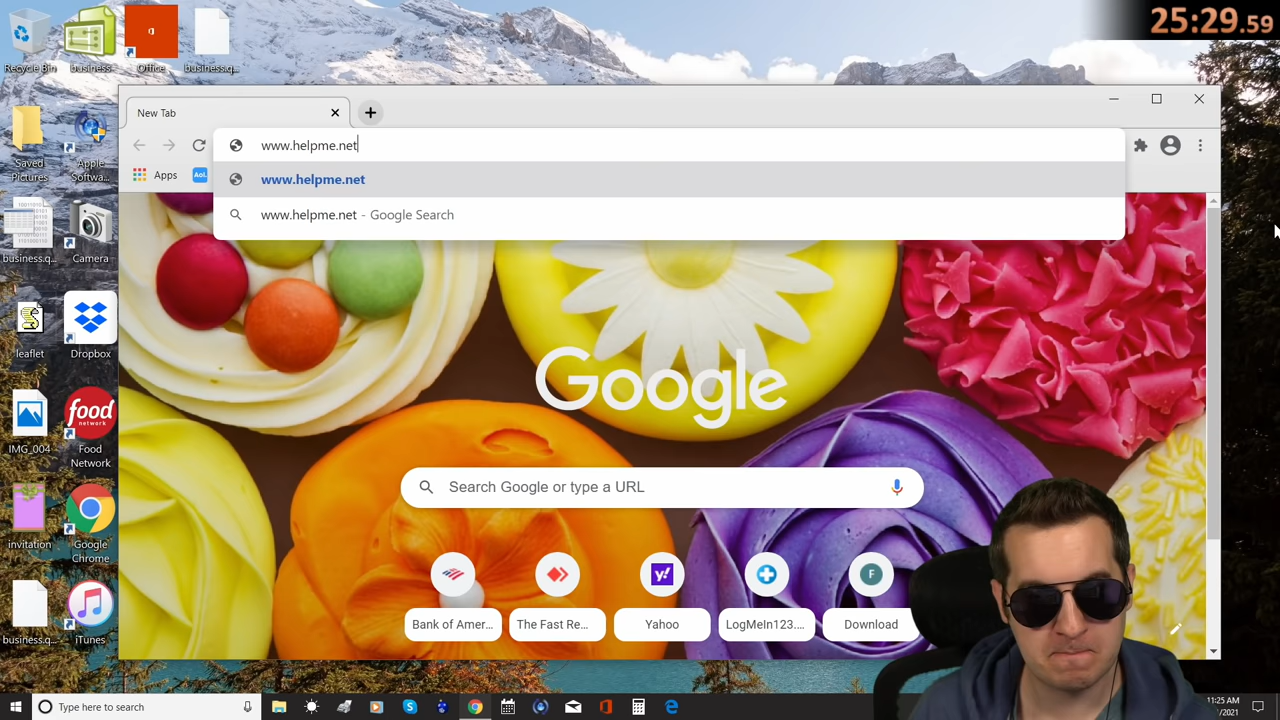 25:29.59
Recycle Bin
business
Office
business.q...
New Tab
www.helpme.net
Apps
Aol.
www.helpme.net
www.helpme.net - Google Search
Saved Pictures
Apple Softwa...
business.q...
Camera
leaflet
Dropbox
IMG_004
food network
Food Network
invitation
Google Chrome
business.q...
iTunes
Google
Search Google or type a URL
y!
F
Bank of Amer...
The Fast Re...
Yahoo
LogMeIn123....
Download
Type here to search
11:25 AM
/2021